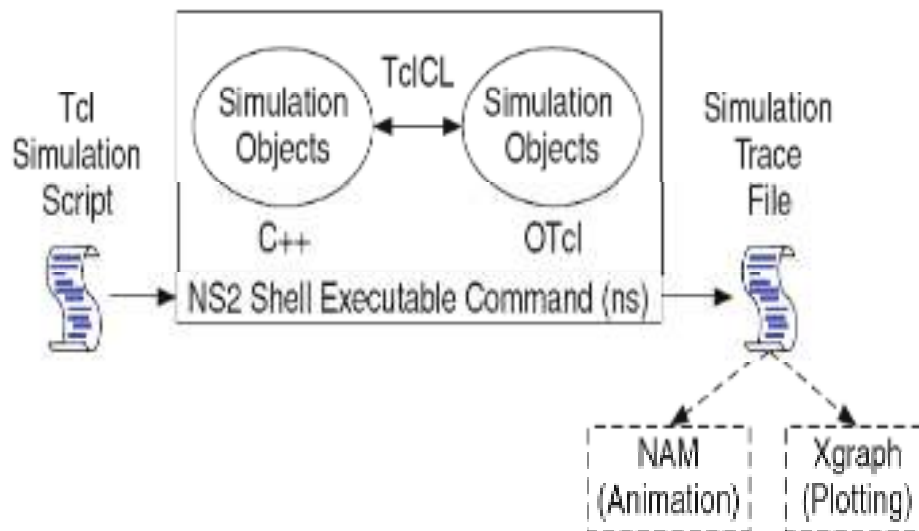 Tcl
Simulation
Script
TclCL
Simulation
Objects
C++
Simulation
Objects
OTcl
NS2 Shell Executable Command (ns)
Simulation
Trace
File
NAM
(Animation)
Xgraph
(Plotting)